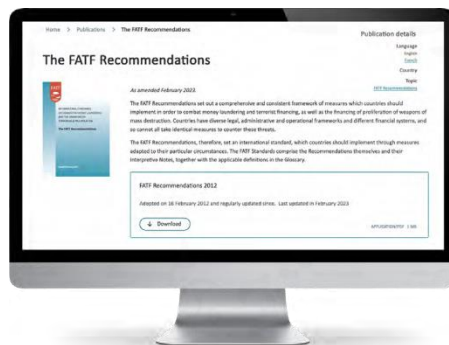 Home > Publications > The FATF Recommendations
Publication details
Language
English
French
Country
Topic
FATF Recommendations
The FATF Recommendations
FATF
The FATF Recommendations
As amended February 2023.
The FATF Recommendations set out a comprehensive and consistent framework of measures which countries should
implement in order to combat money laundering and terrorist financing, as well as the financing of proliferation of weapons of
mass destruction. Countries have diverse legal, administrative and operational frameworks and different financial systems, and
so cannot all take identical measures to counter these threats.
The FATF Recommendations, therefore, set an international standard, which countries should implement through measures
adapted to their particular circumstances. The FATF Standards comprise the Recommendations themselves and their
Interpretive Notes, together with the applicable definitions in the Glossary.
FATF Recommendations 2012
Adopted on 16 February 2012 and regularly updated since. Last updated in February 2023
Download